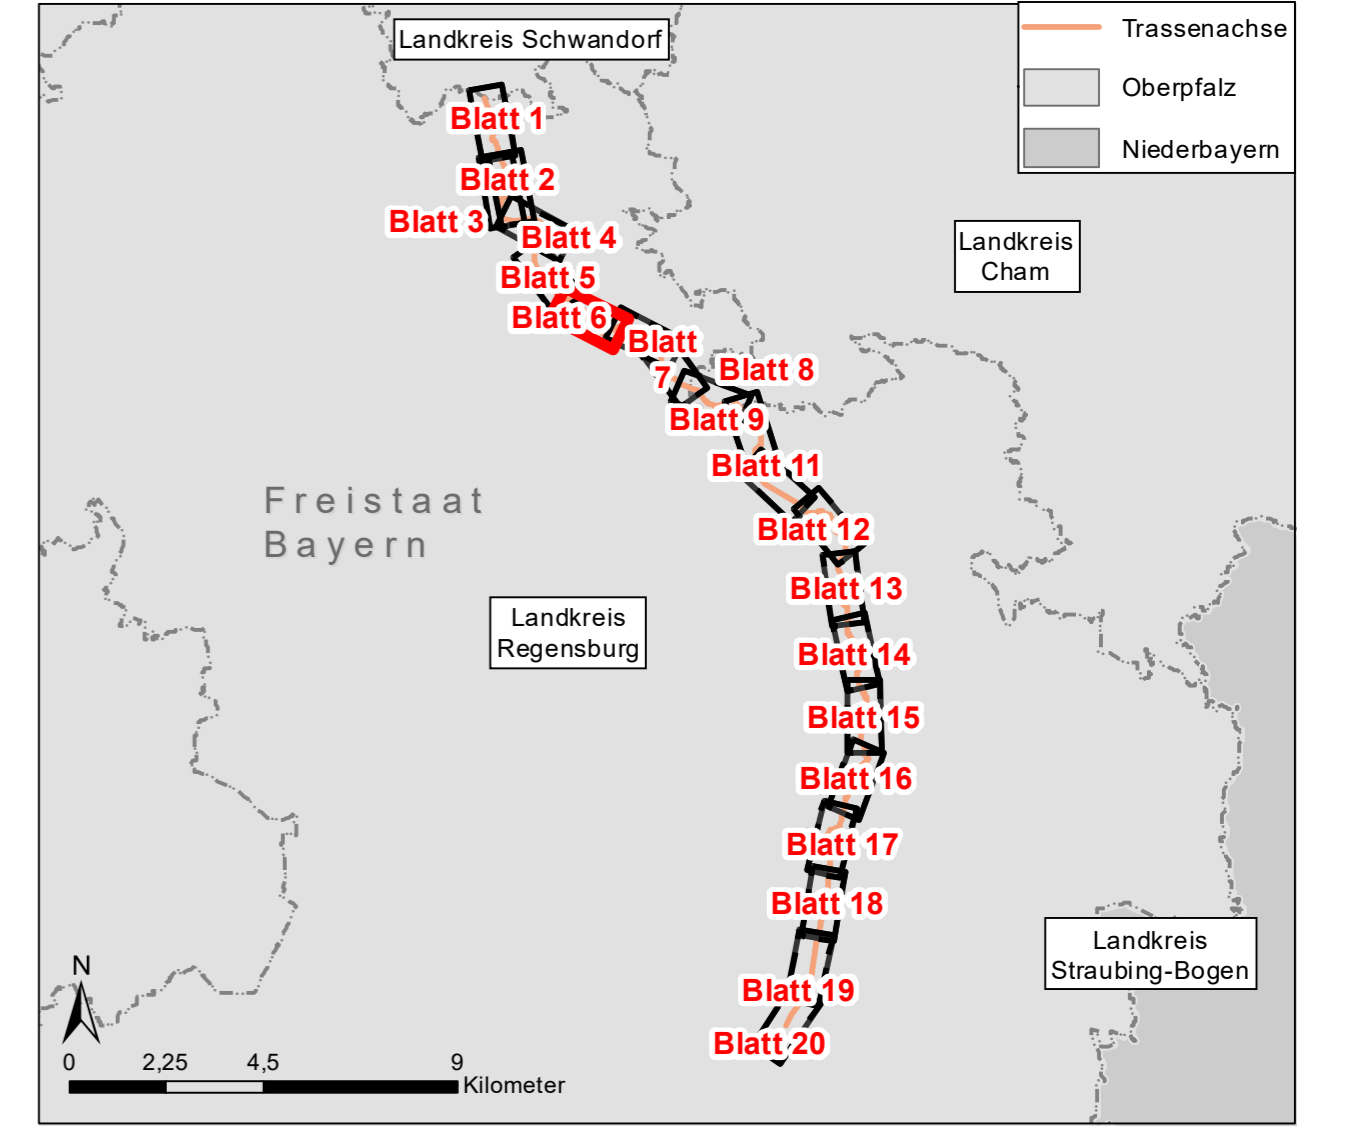 Landkreis Schwandorf
Trassenachse
Oberpfalz
Niederbayern
Blatt 1
Blatt 2
Blatt 3
Blatt 4
Landkreis
Cham
Blatt 5
Blatt 6
Blatt
7
Blatt 8
Blatt 9
Blatt 11
Freistaat
Bayern
Blatt 12
Blatt 13
Landkreis
Regensburg
Blatt 14
Blatt 15
Blatt 16
Blatt 17
Blatt 18
Landkreis
Straubing-Bogen
Blatt 19
Blatt 20
N
0 2,25 4,5 9
Kilometer